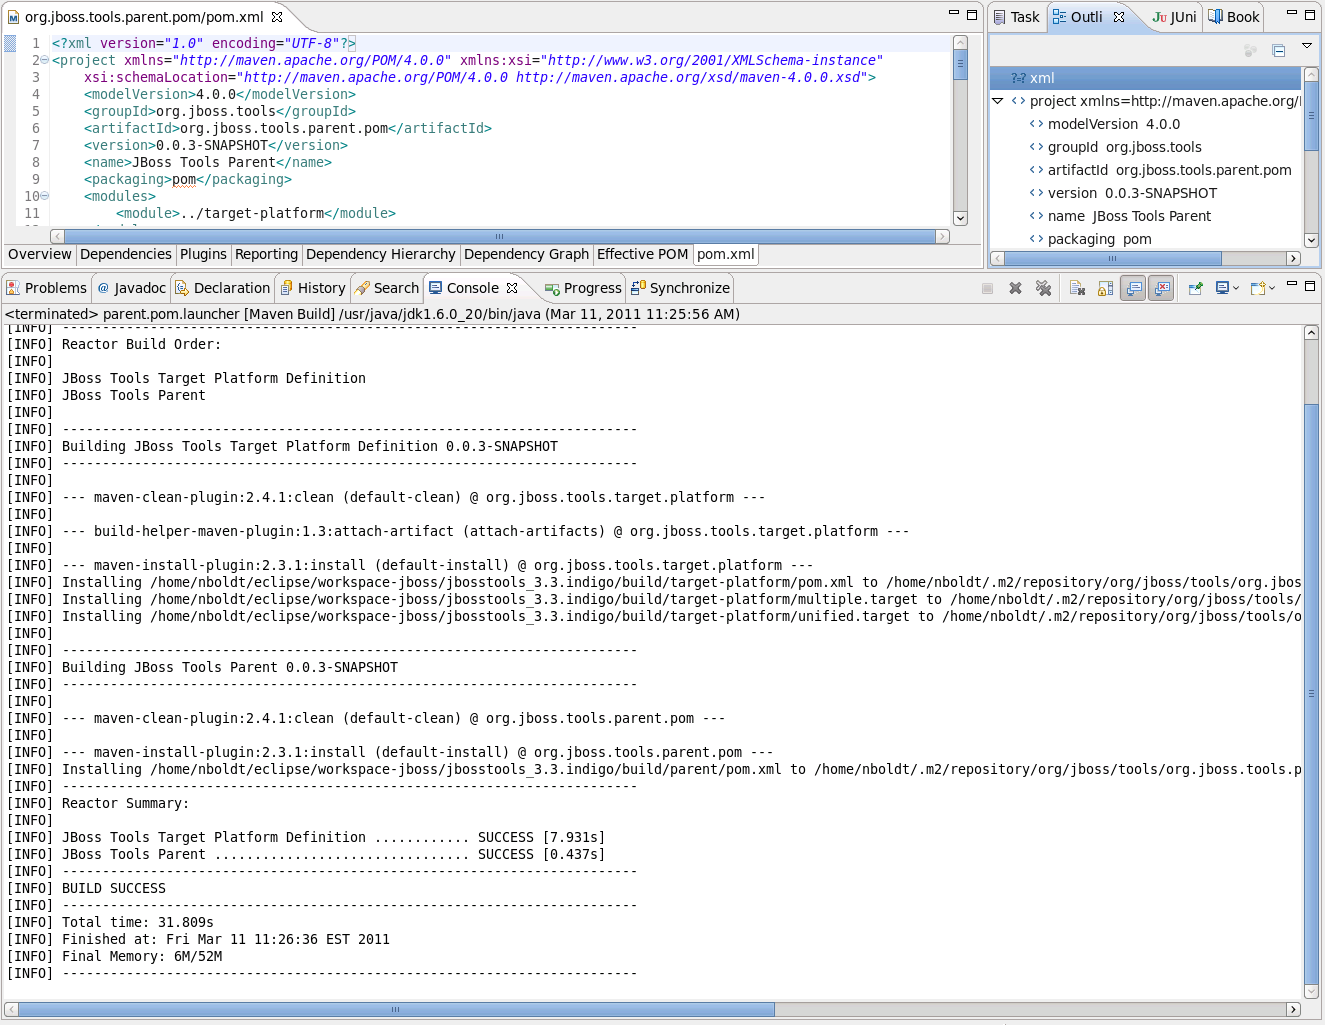 org.jboss.tools.parent.pom/pom.xml
1 <?xml version="1.0" encoding="UTF-8"?>
2 <project xmlns="http://maven.apache.org/POM/4.0.0" xmlns:xsi="http://www.w3.org/2001/XMLSchema-instance"
3 xsi:schemaLocation="http://maven.apache.org/POM/4.0.0 http://maven.apache.org/xsd/maven-4.0.0.xsd">
4 <modelVersion>4.0.0</modelVersion>
5 <groupId>org.jboss.tools</groupId>
6 <artifactId>org.jboss.tools.parent.pom</artifactId>
7 <version>0.0.3-SNAPSHOT</version>
8 <name>JBoss Tools Parent</name>
9 <packaging>pom</packaging>
10 <modules>
11 <module>../target-platform</module>
Overview Dependencies Plugins Reporting Dependency Hierarchy Dependency Graph Effective POM pom.xml
Task Outli JUni Book
xml
project xmlns=http://maven.apache.org/
modelVersion 4.0.0
groupId org.jboss.tools
artifactId org.jboss.tools.parent.pom
version 0.0.3-SNAPSHOT
name JBoss Tools Parent
packaging pom
Problems Javadoc Declaration History Search Console Progress Synchronize
<terminated> parent.pom.launcher [Maven Build] /usr/java/jdk1.6.0_20/bin/java (Mar 11, 2011 11:25:56 AM)
[INFO] ------------------------------------------------------------------------
[INFO] Reactor Build Order:
[INFO]
[INFO] JBoss Tools Target Platform Definition
[INFO] JBoss Tools Parent
[INFO]
[INFO] ------------------------------------------------------------------------
[INFO] Building JBoss Tools Target Platform Definition 0.0.3-SNAPSHOT
[INFO] ------------------------------------------------------------------------
[INFO]
[INFO] --- maven-clean-plugin:2.4.1:clean (default-clean) @ org.jboss.tools.target.platform ---
[INFO]
[INFO] --- build-helper-maven-plugin:1.3:attach-artifact (attach-artifacts) @ org.jboss.tools.target.platform ---
[INFO]
[INFO] --- maven-install-plugin:2.3.1:install (default-install) @ org.jboss.tools.target.platform ---
[INFO] Installing /home/nboldt/eclipse/workspace-jboss/jbosstools_3.3.indigo/build/target-platform/pom.xml to /home/nboldt/.m2/repository/org/jboss/tools/org.jbos
[INFO] Installing /home/nboldt/eclipse/workspace-jboss/jbosstools_3.3.indigo/build/target-platform/multiple.target to /home/nboldt/.m2/repository/org/jboss/tools/
[INFO] Installing /home/nboldt/eclipse/workspace-jboss/jbosstools_3.3.indigo/build/target-platform/unified.target to /home/nboldt/.m2/repository/org/jboss/tools/o
[INFO]
[INFO] ------------------------------------------------------------------------
[INFO] Building JBoss Tools Parent 0.0.3-SNAPSHOT
[INFO] ------------------------------------------------------------------------
[INFO]
[INFO] --- maven-clean-plugin:2.4.1:clean (default-clean) @ org.jboss.tools.parent.pom ---
[INFO]
[INFO] --- maven-install-plugin:2.3.1:install (default-install) @ org.jboss.tools.parent.pom ---
[INFO] Installing /home/nboldt/eclipse/workspace-jboss/jbosstools_3.3.indigo/build/parent/pom.xml to /home/nboldt/.m2/repository/org/jboss/tools/org.jboss.tools.p
[INFO] ------------------------------------------------------------------------
[INFO] Reactor Summary:
[INFO]
[INFO] JBoss Tools Target Platform Definition ............ SUCCESS [7.931s]
[INFO] JBoss Tools Parent ................................ SUCCESS [0.437s]
[INFO] ------------------------------------------------------------------------
[INFO] BUILD SUCCESS
[INFO] ------------------------------------------------------------------------
[INFO] Total time: 31.809s
[INFO] Finished at: Fri Mar 11 11:26:36 EST 2011
[INFO] Final Memory: 6M/52M
[INFO] ------------------------------------------------------------------------